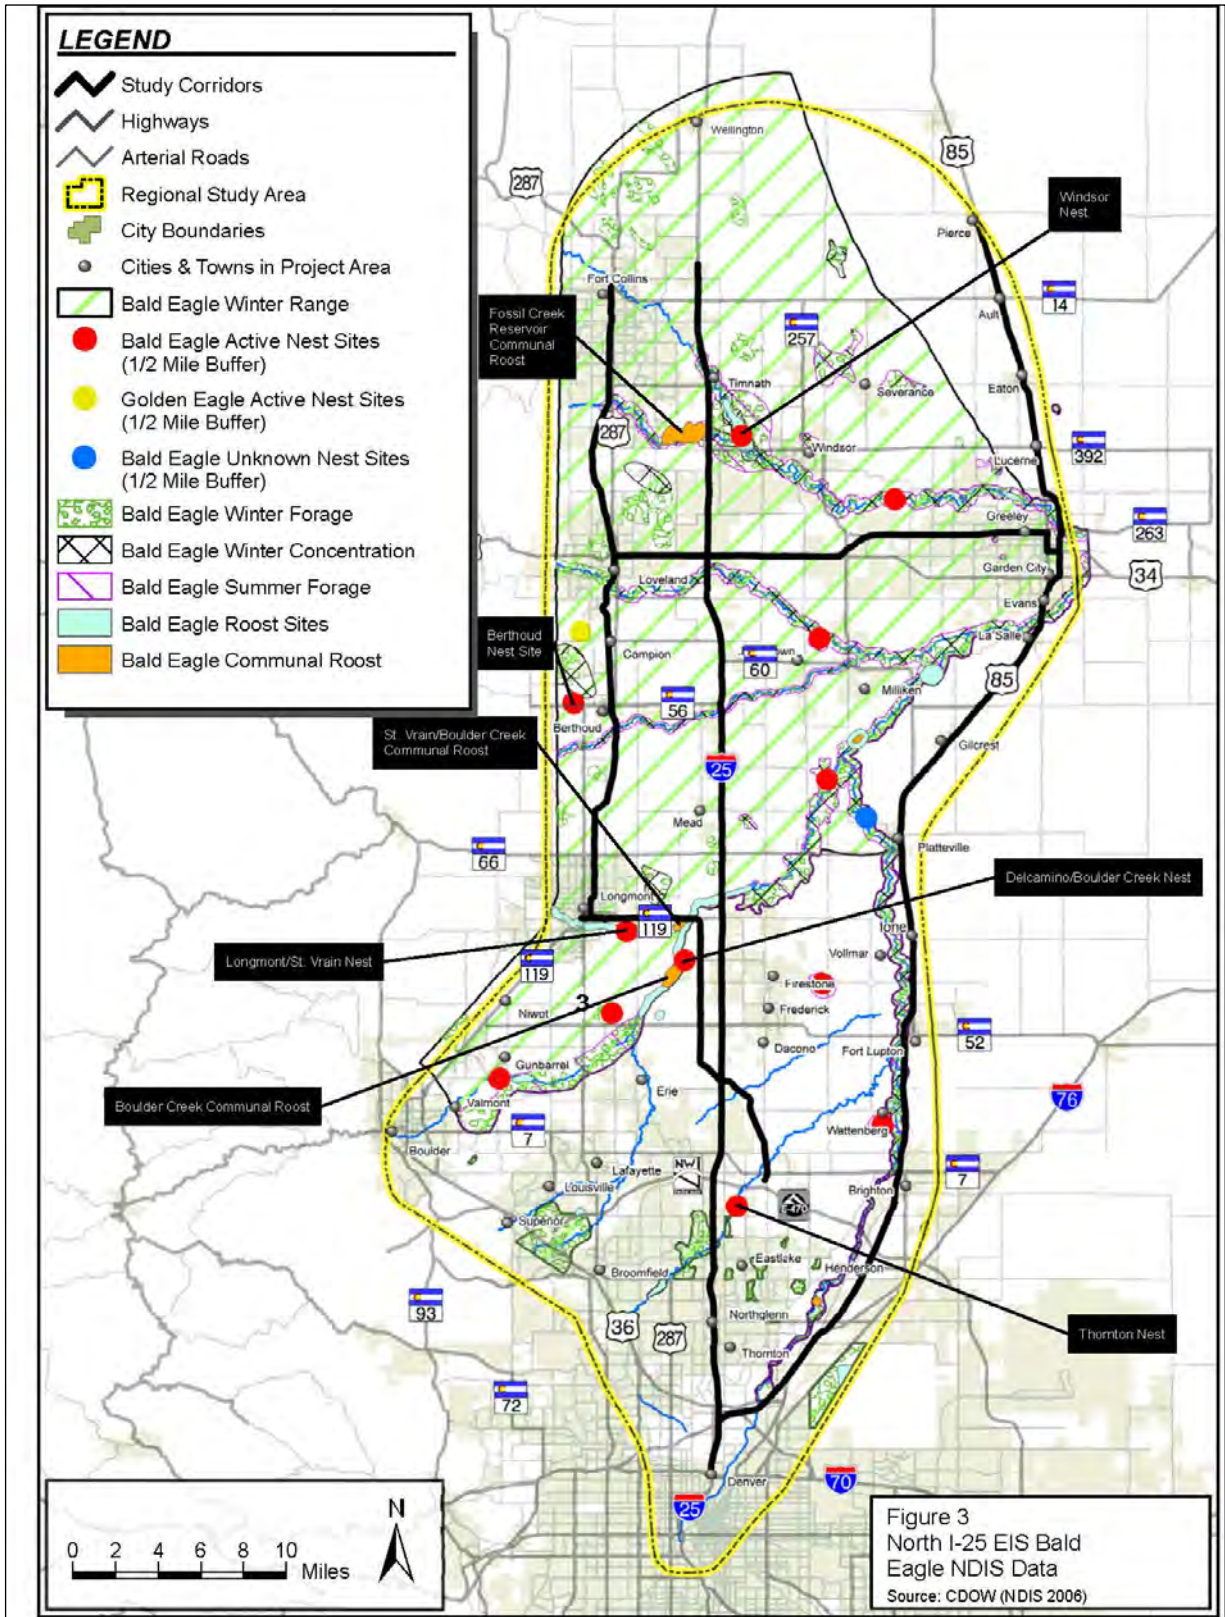 LEGEND
Study Corridors
Highways
Arterial Roads
Regional Study Area
City Boundaries
Cities & Towns in Project Area
Bald Eagle Winter Range
Bald Eagle Active Nest Sites
(1/2 Mile Buffer)
Golden Eagle Active Nest Sites
(1/2 Mile Buffer)
Bald Eagle Unknown Nest Sites
(1/2 Mile Buffer)
Bald Eagle Winter Forage
Bald Eagle Winter Concentration
Bald Eagle Summer Forage
Bald Eagle Roost Sites
Bald Eagle Communal Roost
Wellington
85
287
Windsor
Nest
Pierce
Fort Collins
14
Fossil Creek
Reservoir
Communal
Roost
257
Ault
Timnath
Severance
Eaton
287
Windsor
392
Lucerne
Greeley
263
Garden City
34
Loveland
Evans
Berthoud
Nest Site
Campion
La Salle
60
85
Milliken
56
Berthoud
St. Vrain/Boulder Creek
Communal Roost
Gilcrest
25
Mead
Platteville
66
Delcamino/Boulder Creek Nest
Longmont
119
Ione
Longmont/St. Vrain Nest
119
Vollmar
Firestone
3
Niwot
Frederick
52
Dacono
Fort Lupton
Gunbarrel
Erie
76
Boulder Creek Communal Roost
Valmont
7
Wattenberg
Boulder
Lafayette
NW
7
Louisville
Brighton
E-470
Superior
Eastlake
Broomfield
Henderson
93
36
287
Northglenn
Thornton Nest
Thornton
72
Denver
70
25
N
0 2 4 6 8 10
Miles
Figure 3
North I-25 EIS Bald
Eagle NDIS Data
Source: CDOW (NDIS 2006)